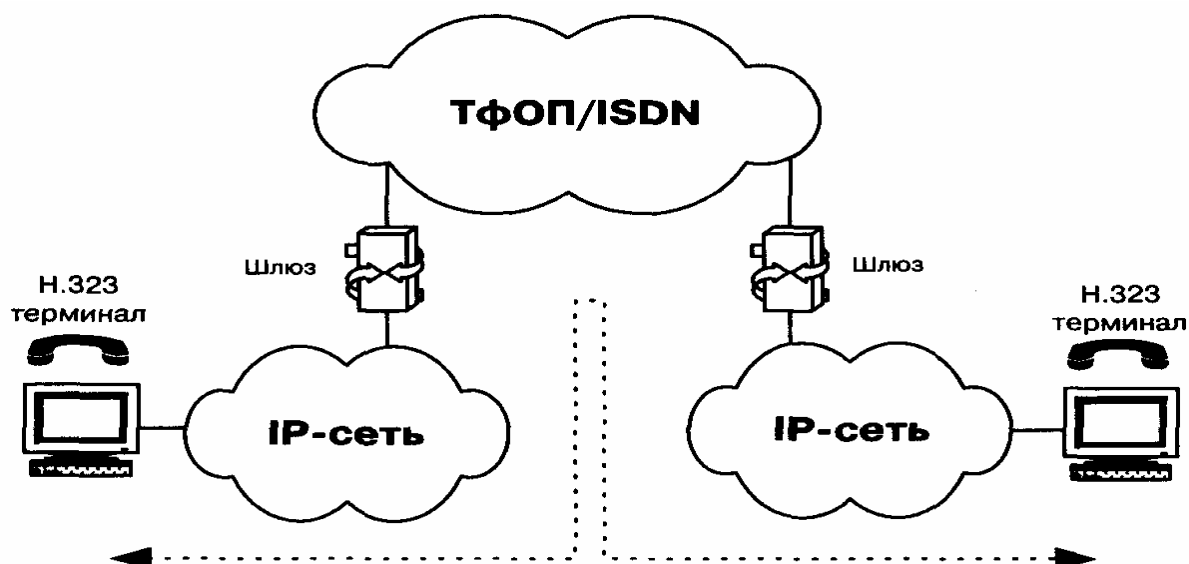 ТфОП/ISDN
Шлюз
Шлюз
H.323
терминал
H.323
терминал
IP-сеть
IP-сеть